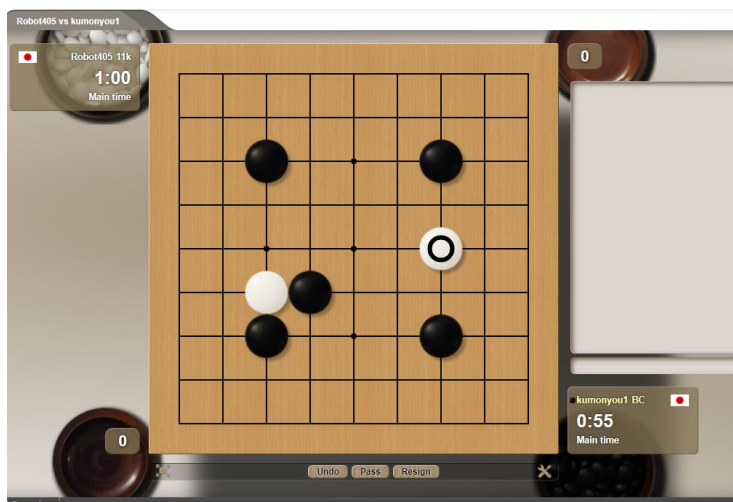 Robot405 vs kumonyou1
Robot405 11k
1:00
Main time
0
0
kumonyou1 BC
0:55
Main time
Undo
Pass
Resign